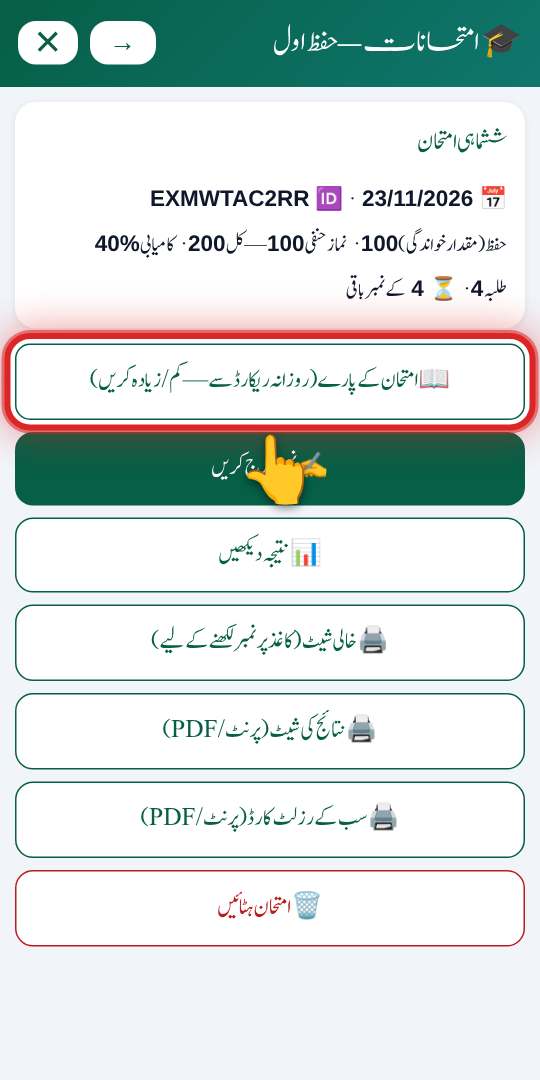 🎓 امتحانات — حفظ اول
→
✕
ششماہی امتحان
📅 23/11/2026 · 🆔 EXMWTAC2RR
حفظ (مقدار خواندگی) 100 · نماز حنفی 100 — کل 200 · کامیابی 40%
طلبہ 4 · ⏳ 4 کے نمبر باقی
📖 امتحان کے پارے (روزانہ ریکارڈ سے — کم/زیادہ کریں)
درج کریں
📊 نتیجہ دیکھیں
🖨️ خالی شیٹ (کاغذ پر نمبر لکھنے کے لیے)
🖨️ نتائج کی شیٹ (پرنٹ/PDF)
🖨️ سب کے رزلٹ کارڈ (پرنٹ/PDF)
🗑️ امتحان ہٹائیں